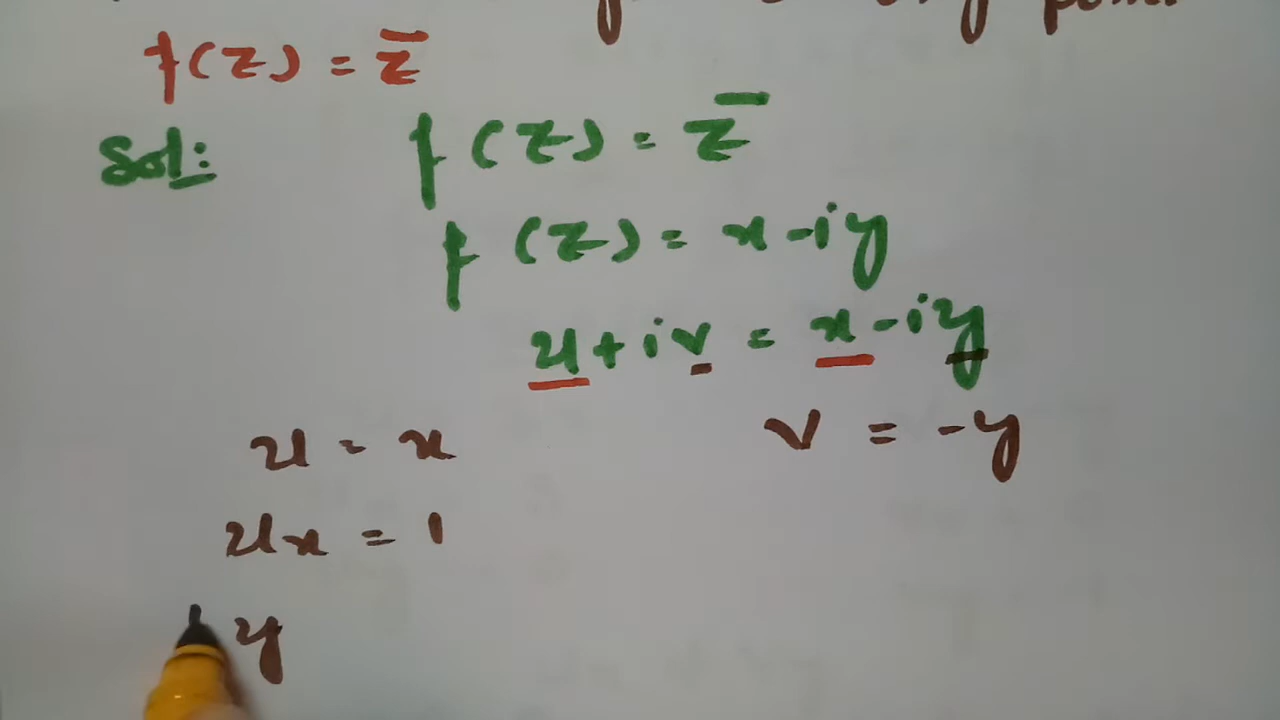 f(z) = z̅
Sol: f(z) = z̅
f(z) = x - iy
u + iv = x - iy
u = x v = -y
ux = 1
y